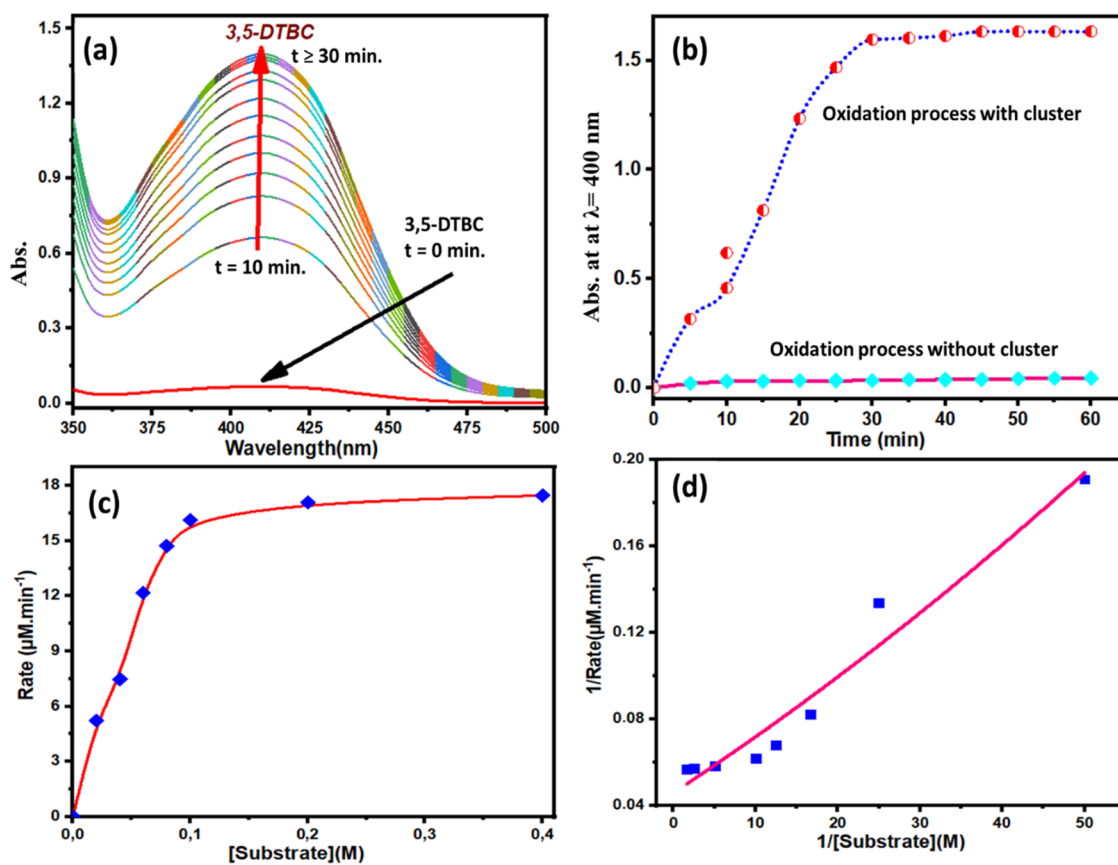 (a)
3,5-DTBC
t ≥ 30 min.
3,5-DTBC
t = 0 min.
t = 10 min.
Abs.
1.5
1.2
0.9
0.6
0.3
0.0
350 375 400 425 450 475 500
Wavelength(nm)
(b)
Oxidation process with cluster
Oxidation process without cluster
Abs. at at λ= 400 nm
1.5
1.0
0.5
0.0
0 10 20 30 40 50 60
Time (min)
(c)
Rate (µM.min⁻¹)
18
15
12
9
6
3
0
0,0 0,1 0,2 0,3 0,4
[Substrate](M)
(d)
1/Rate(µM.min⁻¹)
0.20
0.16
0.12
0.08
0.04
0 5 10 15 20 25 30 35 40 45 50
1/[Substrate](M)